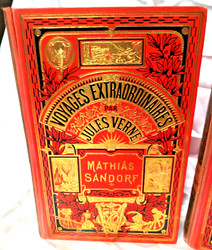 VOYAGES EXTRAORDINAIRES
PAR
JULES VERNE
MATHIAS
SANDORF